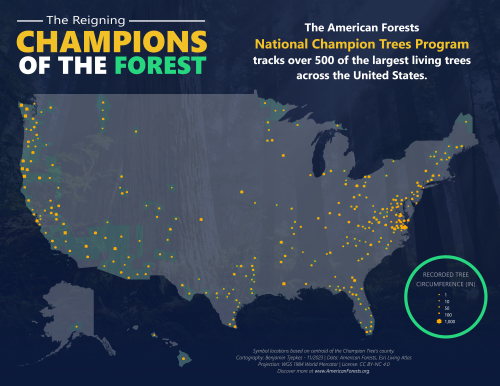 The Reigning
CHAMPIONS
OF THE FOREST
The American Forests
National Champion Trees Program
tracks over 500 of the largest living trees
across the United States.
RECORDED TREE
CIRCUMFERENCE (IN)
1
10
50
100
1,000
Symbol locations based on centroid of the Champion Tree's county.
Cartography: Benjamin Tjepkes - 11/2023 | Data: American Forests, Esri Living Atlas
Projection: WGS 1984 World Mercator | License: CC BY-NC 4.0
Discover more at www.AmericanForests.org